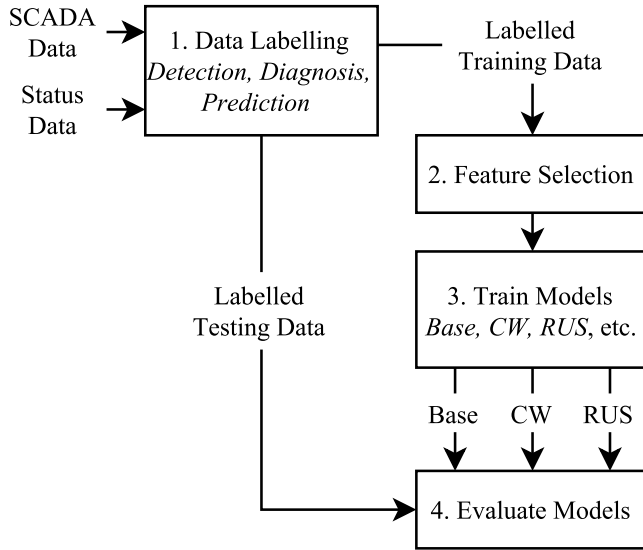 SCADA
Data
Status
Data
1. Data Labelling
Detection, Diagnosis,
Prediction
Labelled
Training Data
2. Feature Selection
3. Train Models
Base, CW, RUS, etc.
Labelled
Testing Data
Base CW RUS
4. Evaluate Models